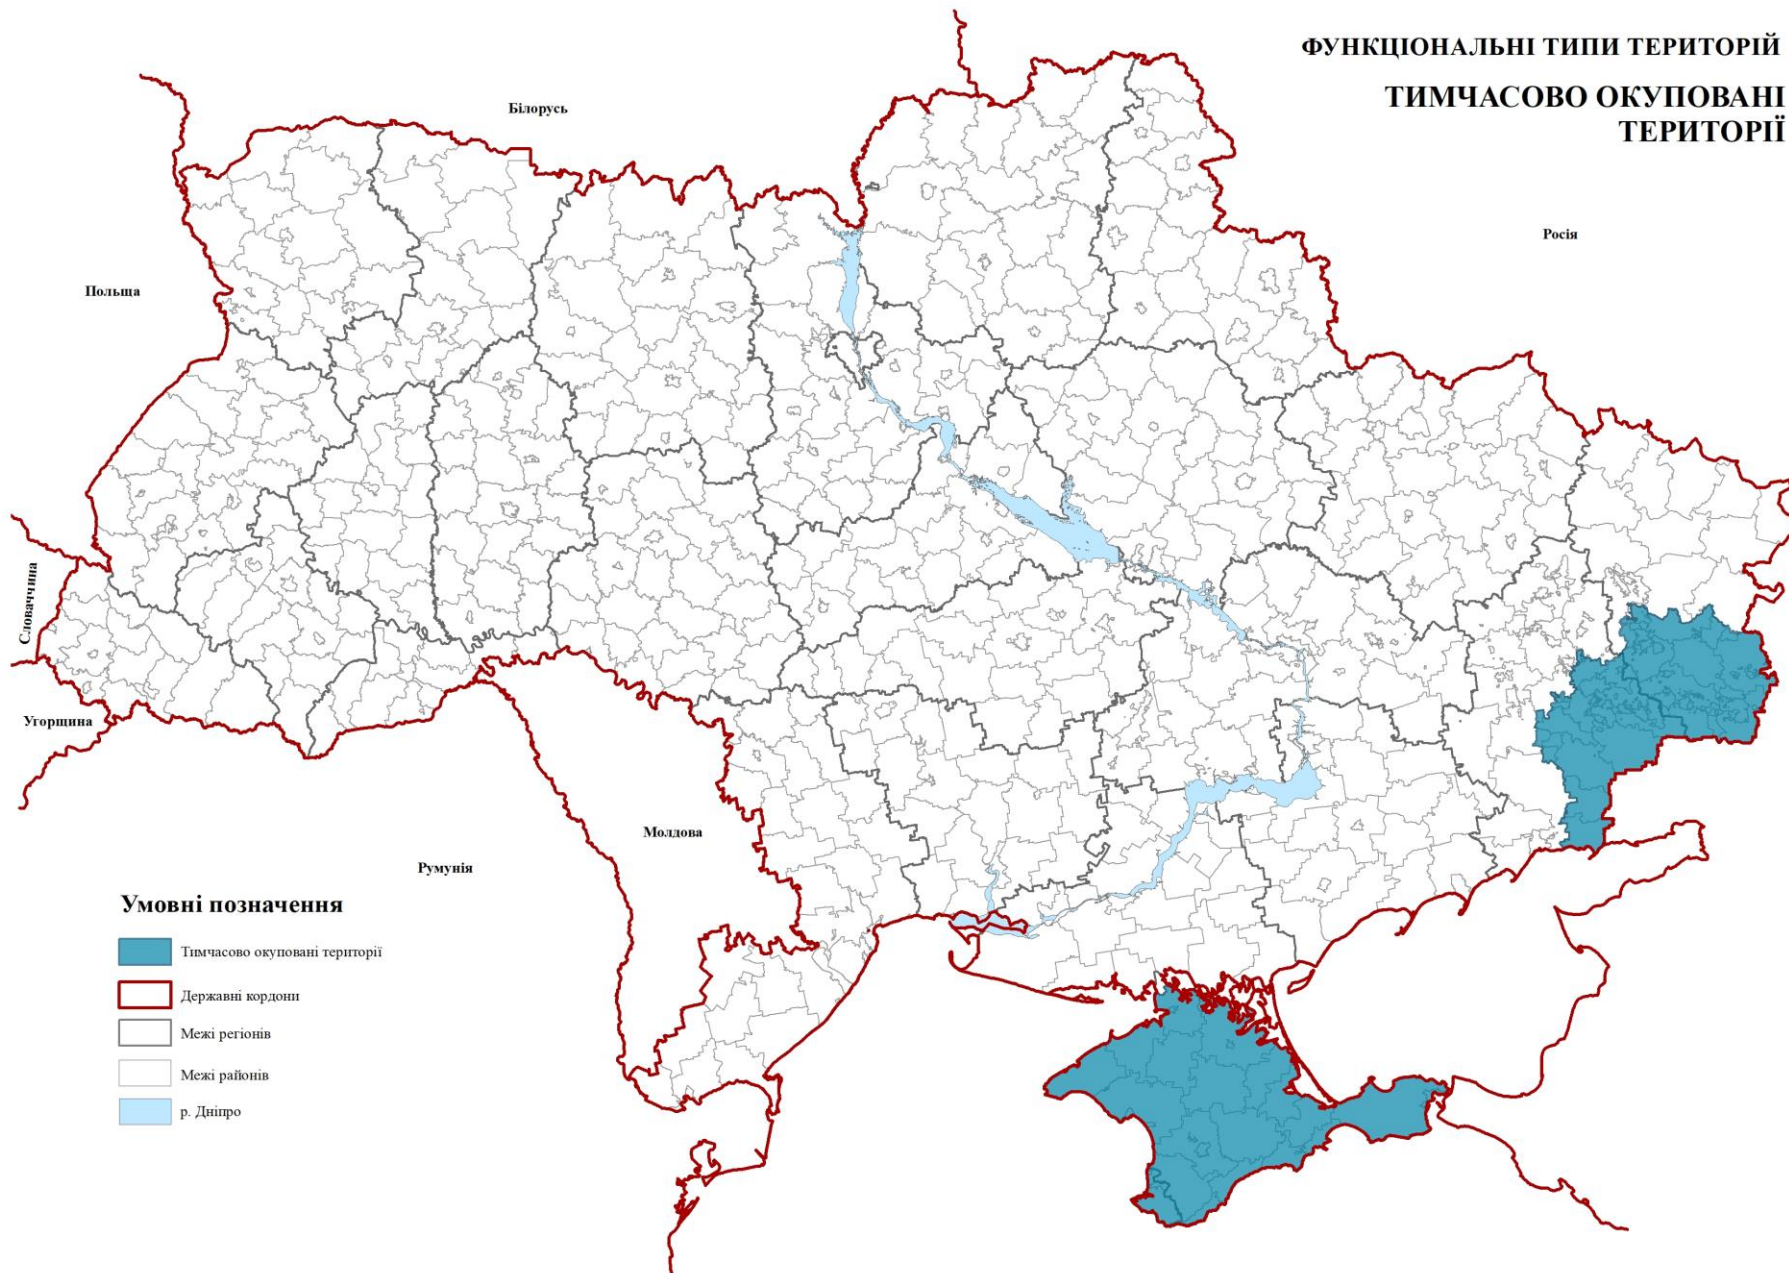 ФУНКЦІОНАЛЬНІ ТИПИ ТЕРИТОРІЙ
ТИМЧАСОВО ОКУПОВАНІ
ТЕРИТОРІЇ
Білорусь
Росія
Польща
Словаччина
Угорщина
Молдова
Румунія
Умовні позначення
Тимчасово окуповані території
Державні кордони
Межі регіонів
Межі районів
р. Дніпро